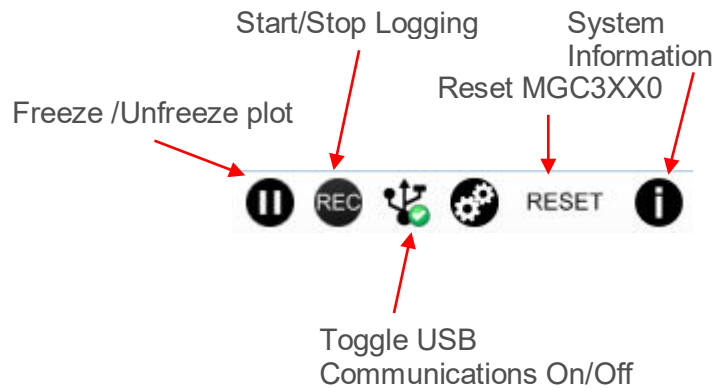 Start/Stop Logging
System
Information
Reset MGC3XX0
Freeze /Unfreeze plot
REC
RESET
Toggle USB
Communications On/Off